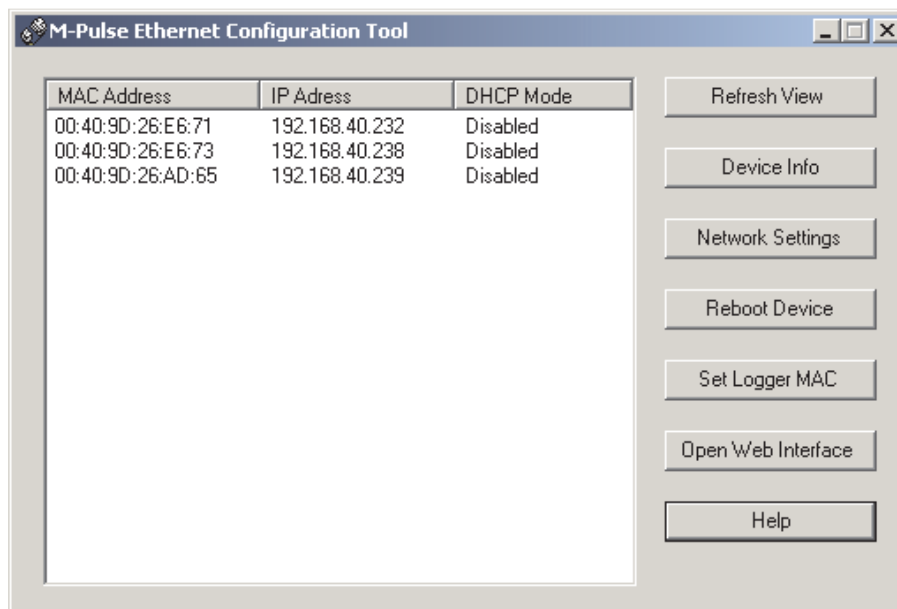 M-Pulse Ethernet Configuration Tool
MAC Address IP Adress DHCP Mode
00:40:9D:26:E6:71 192.168.40.232 Disabled
00:40:9D:26:E6:73 192.168.40.238 Disabled
00:40:9D:26:AD:65 192.168.40.239 Disabled
Refresh View
Device Info
Network Settings
Reboot Device
Set Logger MAC
Open Web Interface
Help